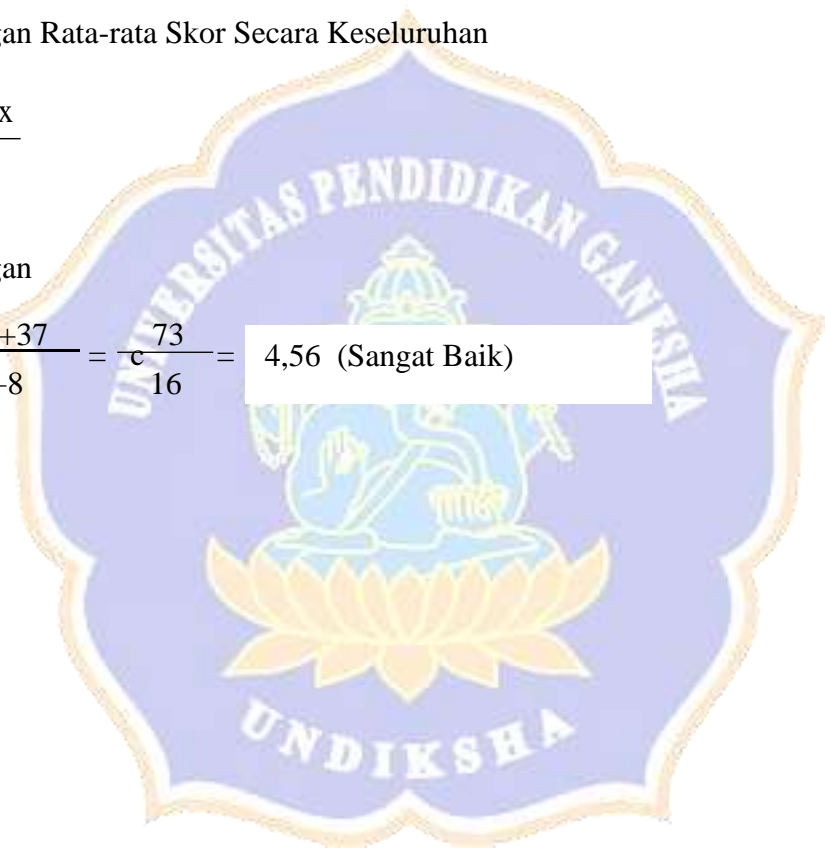 gan Rata-rata Skor Secara Keseluruhan
x
gan
+37
-8
= c 73
16
= 4,56 (Sangat Baik)
UNIVERSITAS PENDIDIKAN GANESHA
UNDIKSHA